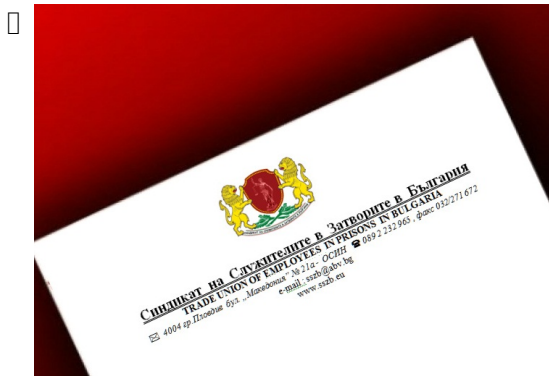 Синдикат на Служителите в Затворите в България
TRADE UNION OF EMPLOYEES IN PRISONS IN BULGARIA
4004 гр.Пловдив бул. „Македония" № 21а - ОСИН ☎ 089 2 232 965 , факс 032/271 672
e-mail : sszb@abv.bg
www.sszb.eu